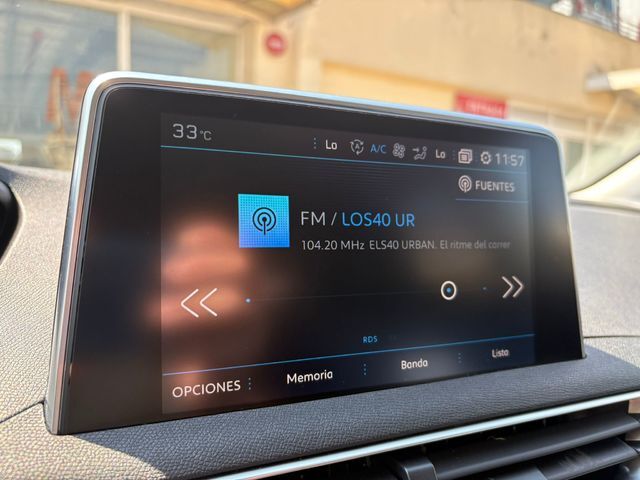 33°C
Lo A/C Lo 11:57
FUENTES
FM / LOS40 UR
104.20 MHz ELS40 URBAN. El ritme del carrer
RDS
OPCIONES Memoria Banda Lista